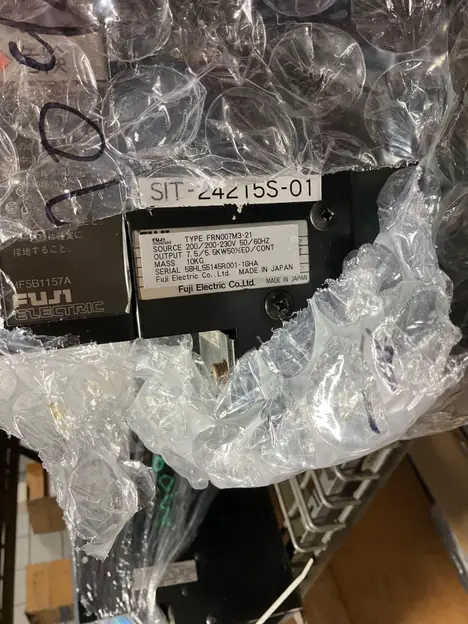 SIT-24215S-01
FUJI
TYPE FRN007M3-21
SOURCE 200/200-230V 50/60HZ
OUTPUT 7.5/5.5KW50%ED/CONT
MASS 10KG
SERIAL 58HL55145R001-1GHA
Fuji Electric Co., Ltd. MADE IN JAPAN
Fuji Electric Co.,Ltd. MADE IN JAPAN
接地すること。
HF5B1157A
FUJI
ELECTRIC